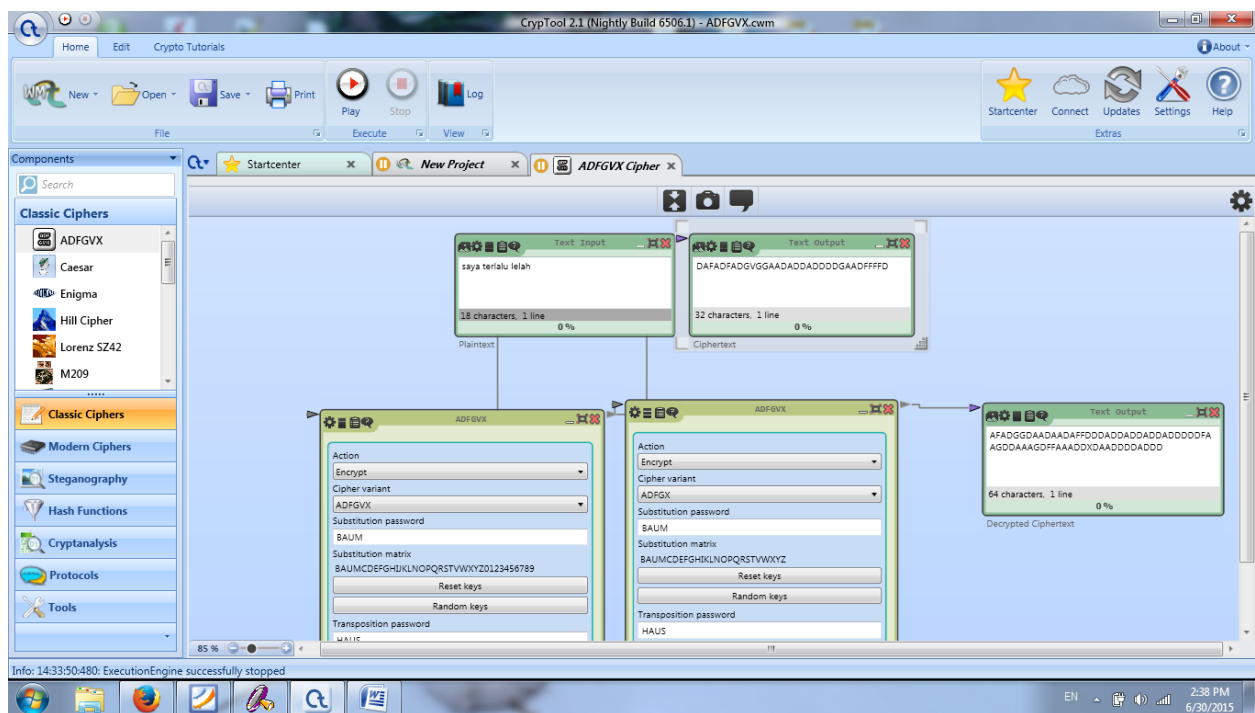 CrypTool 2.1 (Nightly Build 6506.1) - ADFGVX.cwm
Home Edit Crypto Tutorials About
New Open Save Print Play Stop Log Startcenter Connect Updates Settings Help
File Execute View Extras
Components
Search
Classic Ciphers
ADFGVX
Caesar
Enigma
Hill Cipher
Lorenz SZ42
M209
Classic Ciphers
Modern Ciphers
Steganography
Hash Functions
Cryptanalysis
Protocols
Tools
Startcenter New Project ADFGVX Cipher
Text Input
saya terlalu lelah
18 characters, 1 line
0 %
Plaintext
Text Output
DAFADFADGVGGAADADDADDDDGAADFFFFD
32 characters, 1 line
0 %
Ciphertext
ADFGVX
Action
Encrypt
Cipher variant
ADFGVX
Substitution password
BAUM
Substitution matrix
BAUMCDEFGHIJKLNOPQRSTVWXYZ0123456789
Reset keys
Random keys
Transposition password
HAUS
ADFGVX
Action
Encrypt
Cipher variant
ADFGX
Substitution password
BAUM
Substitution matrix
BAUMCDEFGHIKLNOPQRSTVWXYZ
Reset keys
Random keys
Transposition password
HAUS
Text Output
AFADGGDAADAADAFFDDDADDADDADDADDDDDFA
AGDDAAAGDFFAAADDXDAADDDDADDD
64 characters, 1 line
0 %
Decrypted Ciphertext
85 %
Info: 14:33:50:480: ExecutionEngine successfully stopped
EN 2:38 PM
6/30/2015